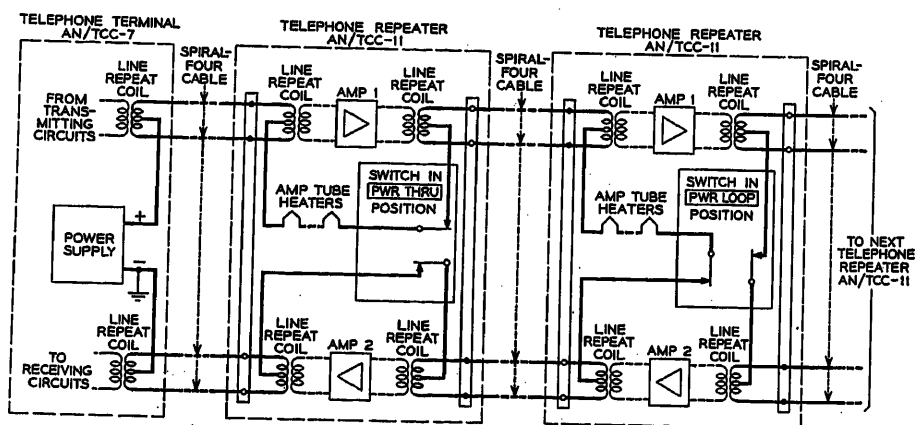 TELEPHONE TERMINAL
AN/TCC-7
SPIRAL-
FOUR
CABLE
LINE
REPEAT
COIL
FROM
TRANS-
MITTING
CIRCUITS
POWER
SUPPLY
+
−
LINE
REPEAT
COIL
TO
RECEIVING
CIRCUITS
TELEPHONE REPEATER
AN/TCC-11
LINE
REPEAT
COIL
AMP 1
LINE
REPEAT
COIL
AMP TUBE
HEATERS
SWITCH IN
PWR THRU
POSITION
LINE
REPEAT
COIL
AMP 2
LINE
REPEAT
COIL
SPIRAL-
FOUR
CABLE
TELEPHONE REPEATER
AN/TCC-11
LINE
REPEAT
COIL
AMP 1
LINE
REPEAT
COIL
AMP TUBE
HEATERS
SWITCH IN
PWR LOOP
POSITION
LINE
REPEAT
COIL
AMP 2
LINE
REPEAT
COIL
SPIRAL-
FOUR
CABLE
TO NEXT
TELEPHONE
REPEATER
AN/TCC-11